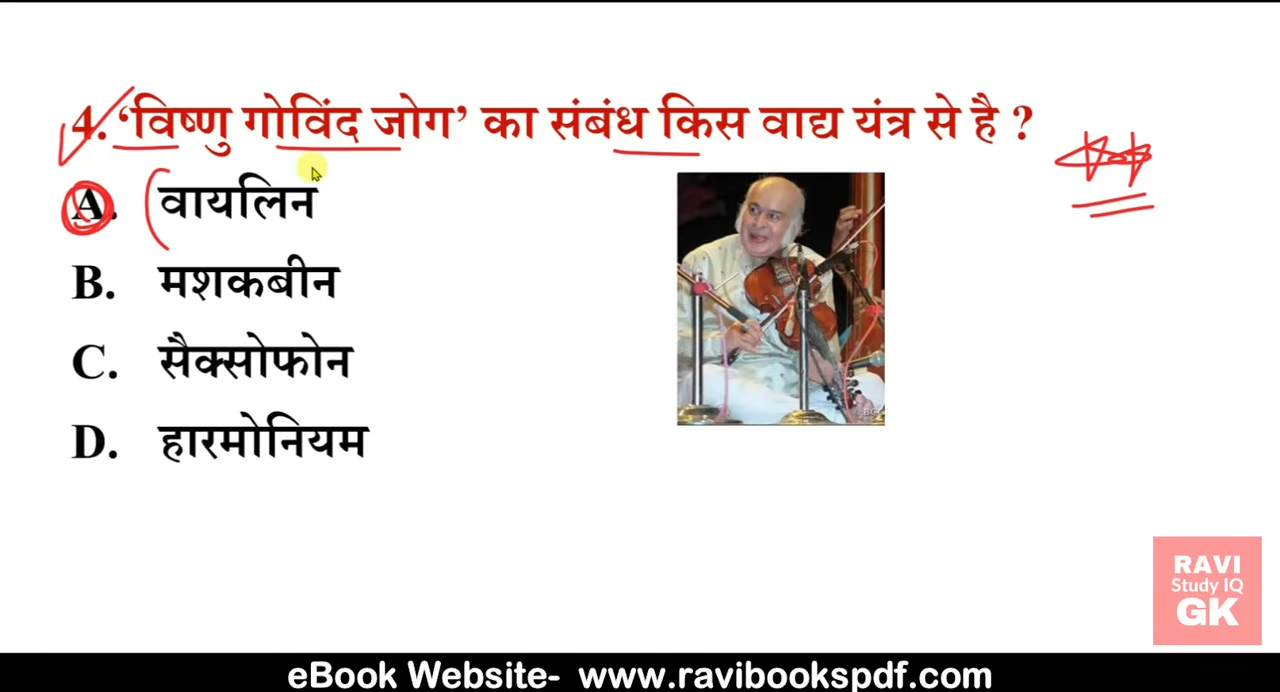 4. ‘विष्णु गोविंद जोग’ का संबंध किस वाद्य यंत्र से है ?
A. वायलिन
B. मशकबीन
C. सैक्सोफोन
D. हारमोनियम
RAVI
Study IQ
GK
eBook Website- www.ravibookspdf.com